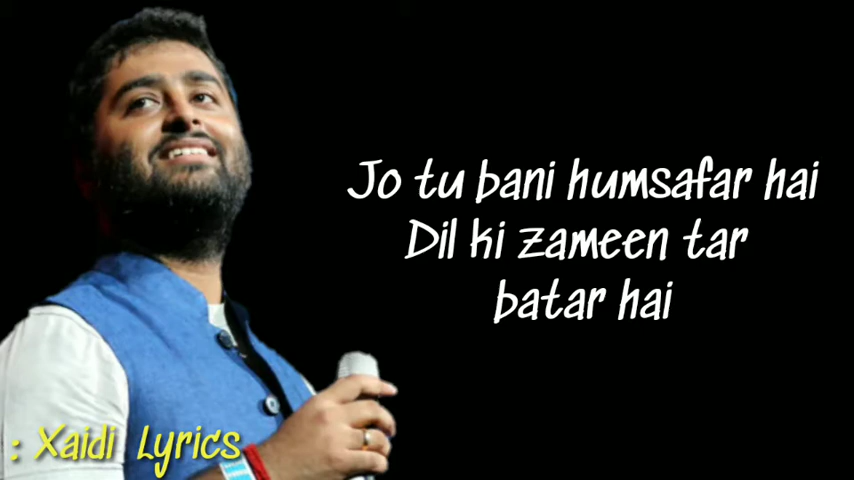 Jo tu bani humsafar hai
Dil ki zameen tar
batar hai
: Xaidi Lyrics